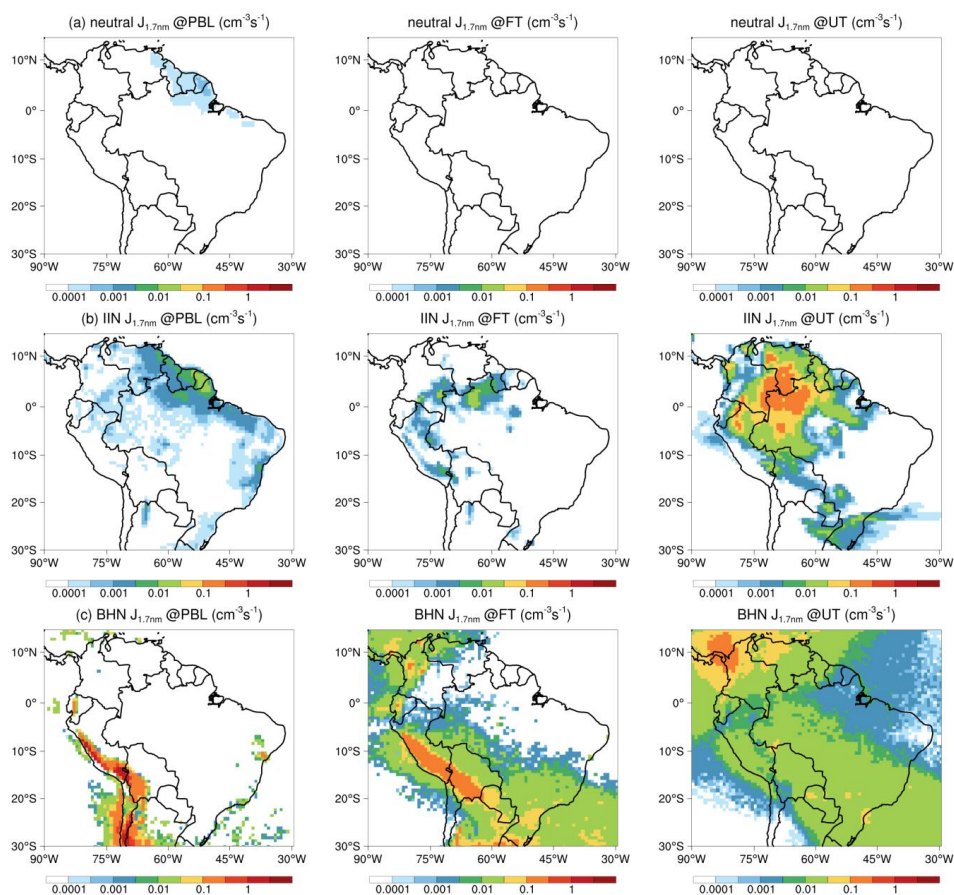 (a) neutral J1.7nm @PBL (cm-3s-1) neutral J1.7nm @FT (cm-3s-1) neutral J1.7nm @UT (cm-3s-1)
10°N 10°N 10°N
0° 0° 0°
10°S 10°S 10°S
20°S 20°S 20°S
30°S 30°S 30°S
90°W 75°W 60°W 45°W 30°W 90°W 75°W 60°W 45°W 30°W 90°W 75°W 60°W 45°W 30°W
0.0001 0.001 0.01 0.1 1 0.0001 0.001 0.01 0.1 1 0.0001 0.001 0.01 0.1 1
(b) IIN J1.7nm @PBL (cm-3s-1) IIN J1.7nm @FT (cm-3s-1) IIN J1.7nm @UT (cm-3s-1)
10°N 10°N 10°N
0° 0° 0°
10°S 10°S 10°S
20°S 20°S 20°S
30°S 30°S 30°S
90°W 75°W 60°W 45°W 30°W 90°W 75°W 60°W 45°W 30°W 90°W 75°W 60°W 45°W 30°W
0.0001 0.001 0.01 0.1 1 0.0001 0.001 0.01 0.1 1 0.0001 0.001 0.01 0.1 1
(c) BHN J1.7nm @PBL (cm-3s-1) BHN J1.7nm @FT (cm-3s-1) BHN J1.7nm @UT (cm-3s-1)
10°N 10°N 10°N
0° 0° 0°
10°S 10°S 10°S
20°S 20°S 20°S
30°S 30°S 30°S
90°W 75°W 60°W 45°W 30°W 90°W 75°W 60°W 45°W 30°W 90°W 75°W 60°W 45°W 30°W
0.0001 0.001 0.01 0.1 1 0.0001 0.001 0.01 0.1 1 0.0001 0.001 0.01 0.1 1